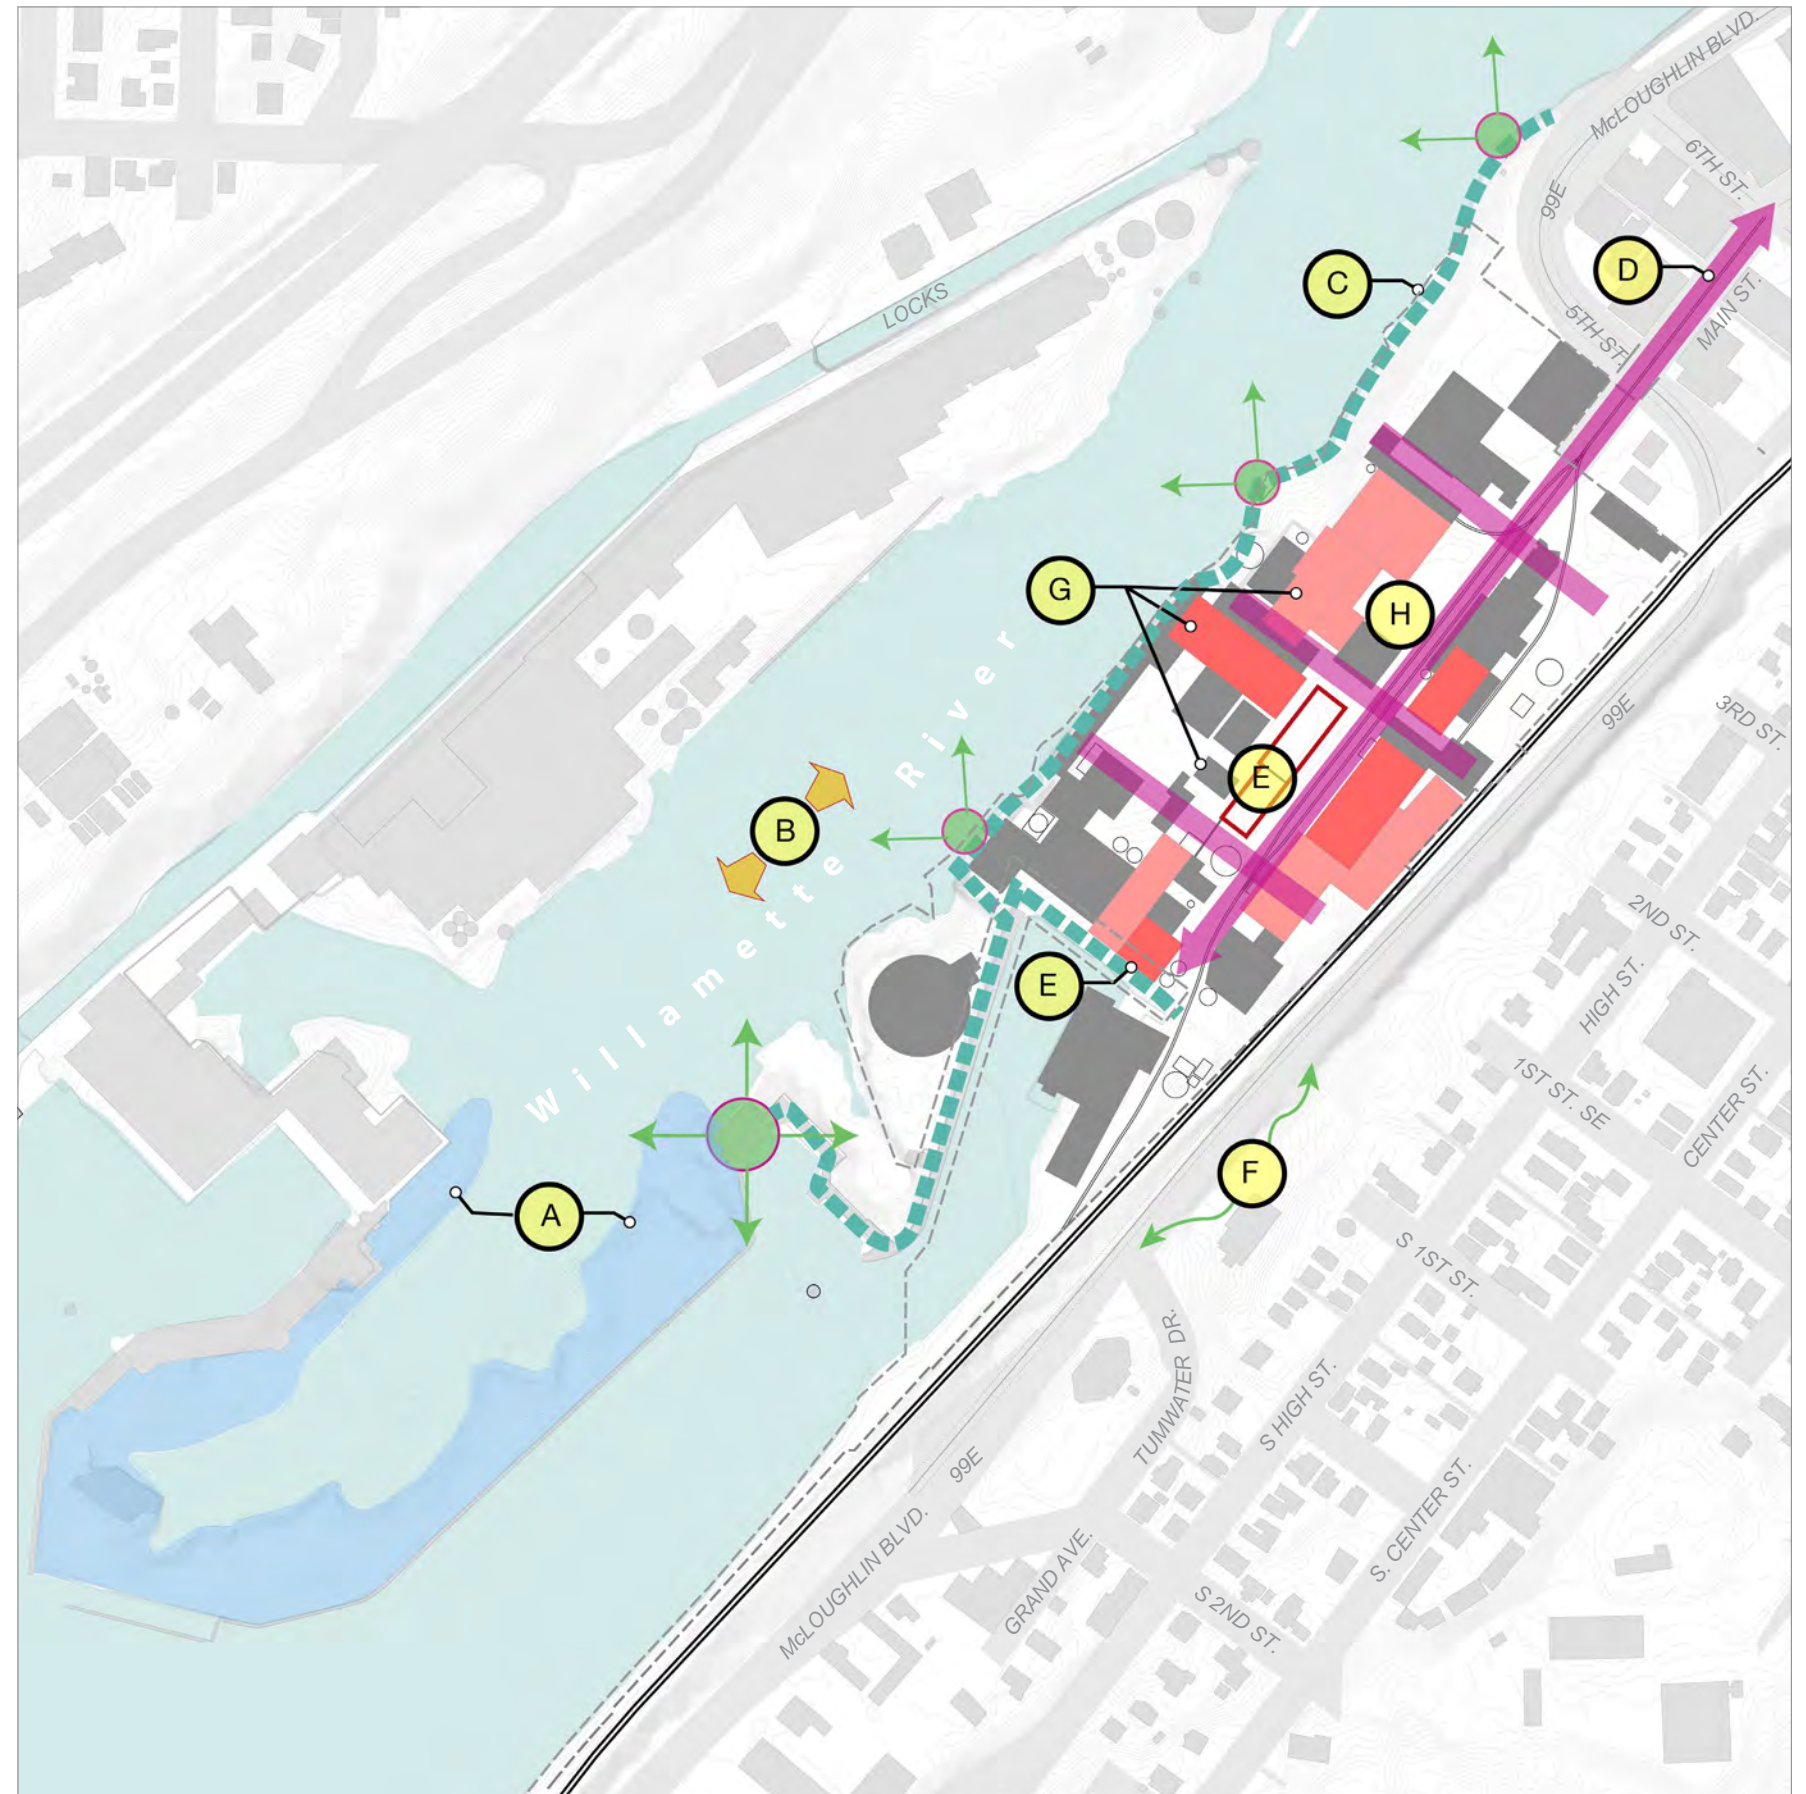 McLOUGHLIN BLVD.
6TH ST.
99E
D
C
LOCKS
MAIN ST.
5TH ST.
G
H
3RD ST.
99E
E
B
Willamette River
2ND ST.
HIGH ST.
E
1ST ST. SE
CENTER ST.
F
A
S 1ST ST.
TUMWATER DR.
S HIGH ST.
99E
S. CENTER ST.
McLOUGHLIN BLVD.
GRAND AVE.
S 2ND ST.